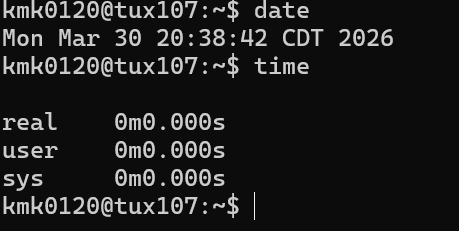 kmk0120@tux107:~$ date
Mon Mar 30 20:38:42 CDT 2026
kmk0120@tux107:~$ time
real    0m0.000s
user    0m0.000s
sys     0m0.000s
kmk0120@tux107:~$